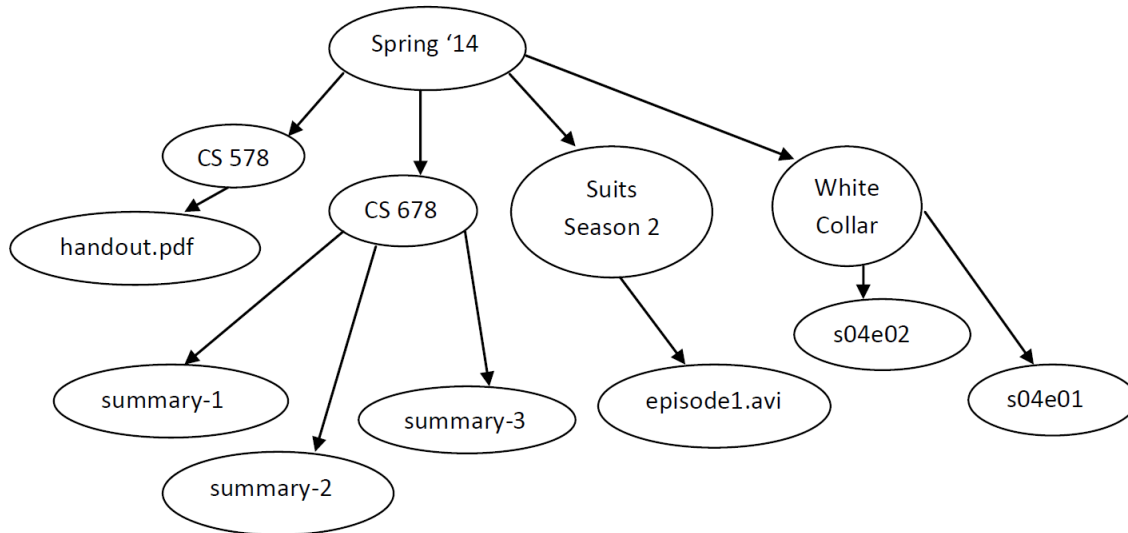 Spring ‘14
CS 578
CS 678
Suits
Season 2
White
Collar
handout.pdf
s04e02
summary-1
summary-3
episode1.avi
s04e01
summary-2